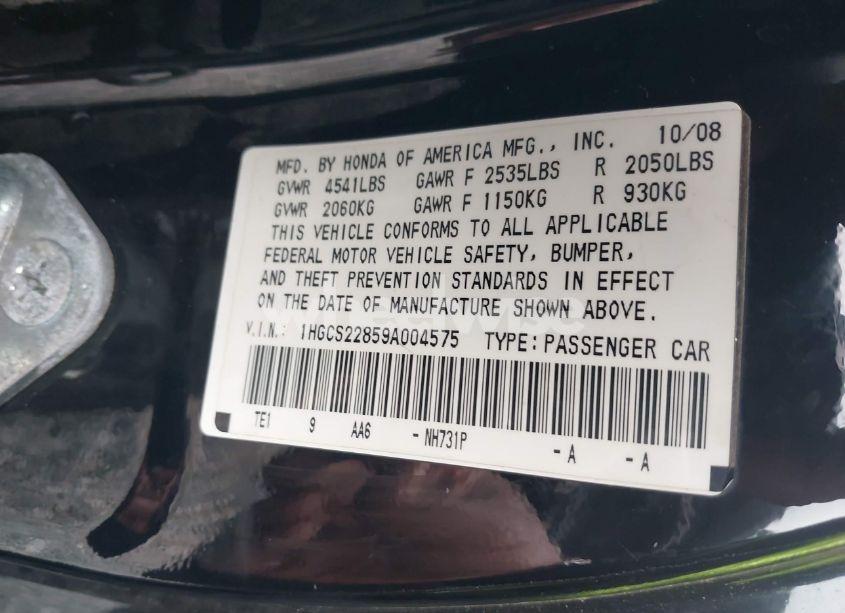 MFD. BY HONDA OF AMERICA MFG., INC. 10/08
GVWR 4541LBS GAWR F 2535LBS R 2050LBS
GVWR 2060KG GAWR F 1150KG R 930KG
THIS VEHICLE CONFORMS TO ALL APPLICABLE
FEDERAL MOTOR VEHICLE SAFETY, BUMPER,
AND THEFT PREVENTION STANDARDS IN EFFECT
ON THE DATE OF MANUFACTURE SHOWN ABOVE.
V.I.N.: 1HGCS22859A004575 TYPE: PASSENGER CAR
TE1 9 AA6 - NH731P - A - A